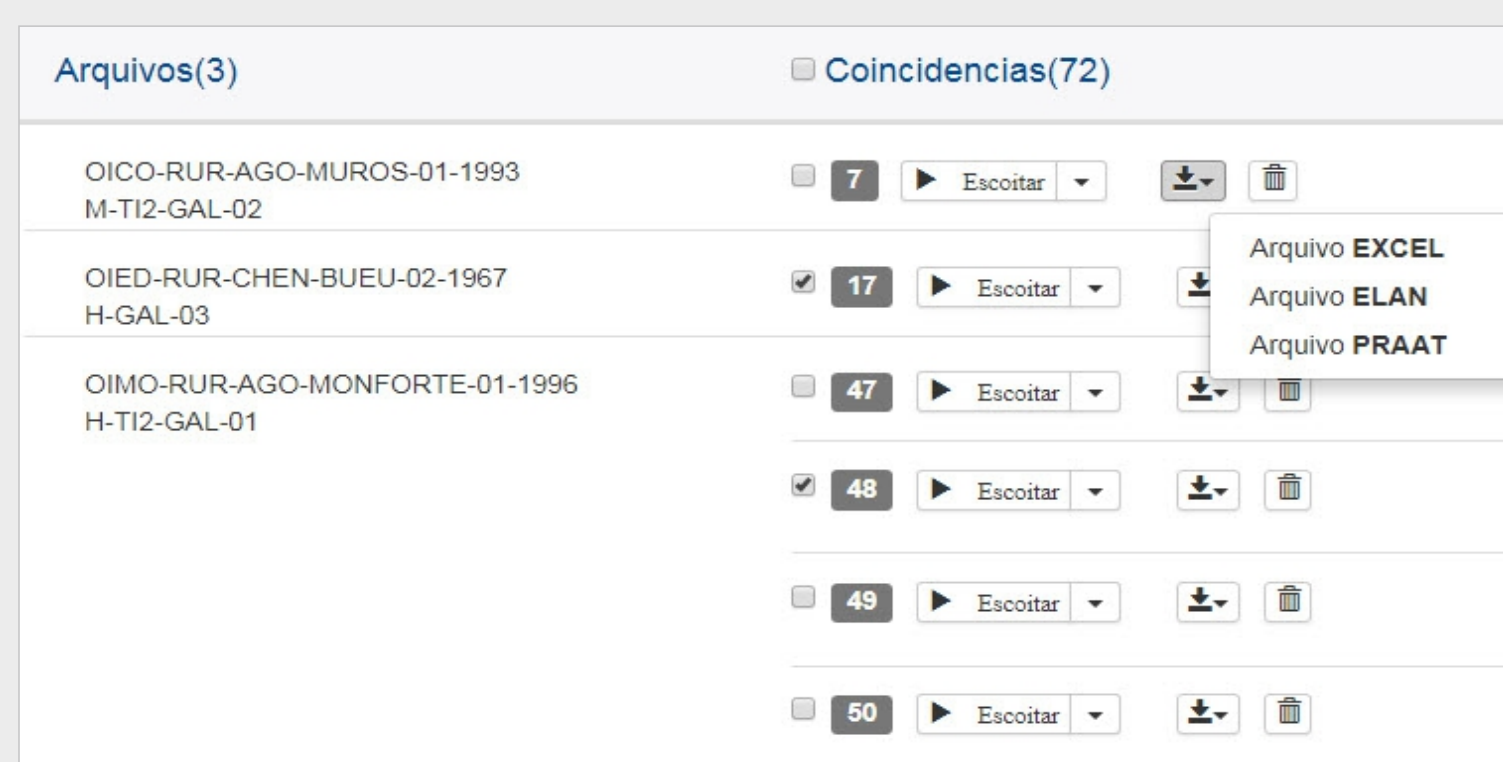 Arquivos(3) Coincidencias(72)
OICO-RUR-AGO-MUROS-01-1993
M-TI2-GAL-02
7 Escoitar
Arquivo EXCEL
Arquivo ELAN
Arquivo PRAAT
OIED-RUR-CHEN-BUEU-02-1967
H-GAL-03
17 Escoitar
OIMO-RUR-AGO-MONFORTE-01-1996
H-TI2-GAL-01
47 Escoitar
48 Escoitar
49 Escoitar
50 Escoitar